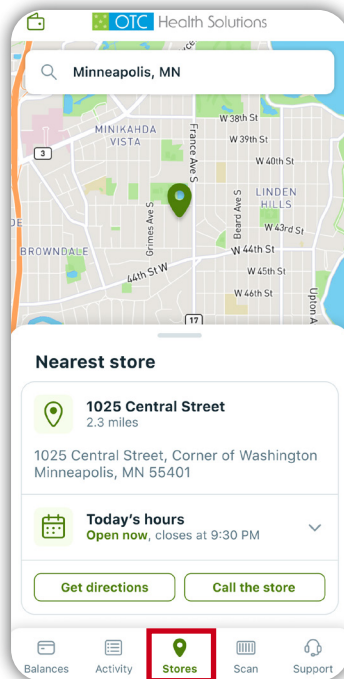 OTC Health Solutions
Minneapolis, MN
W 38th St
MINIKAHDA
VISTA
France Ave S
W 39th St
3
W 40th St
Grimes Ave S
Beard Ave S
LINDEN
HILLS
W 43rd St
BROWNDALE
W 44th St
44th St W
W 45th St
W 46th St
Upton A
17
Nearest store
1025 Central Street
2.3 miles
1025 Central Street, Corner of Washington
Minneapolis, MN 55401
Today's hours
Open now, closes at 9:30 PM
Get directions
Call the store
Balances
Activity
Stores
Scan
Support